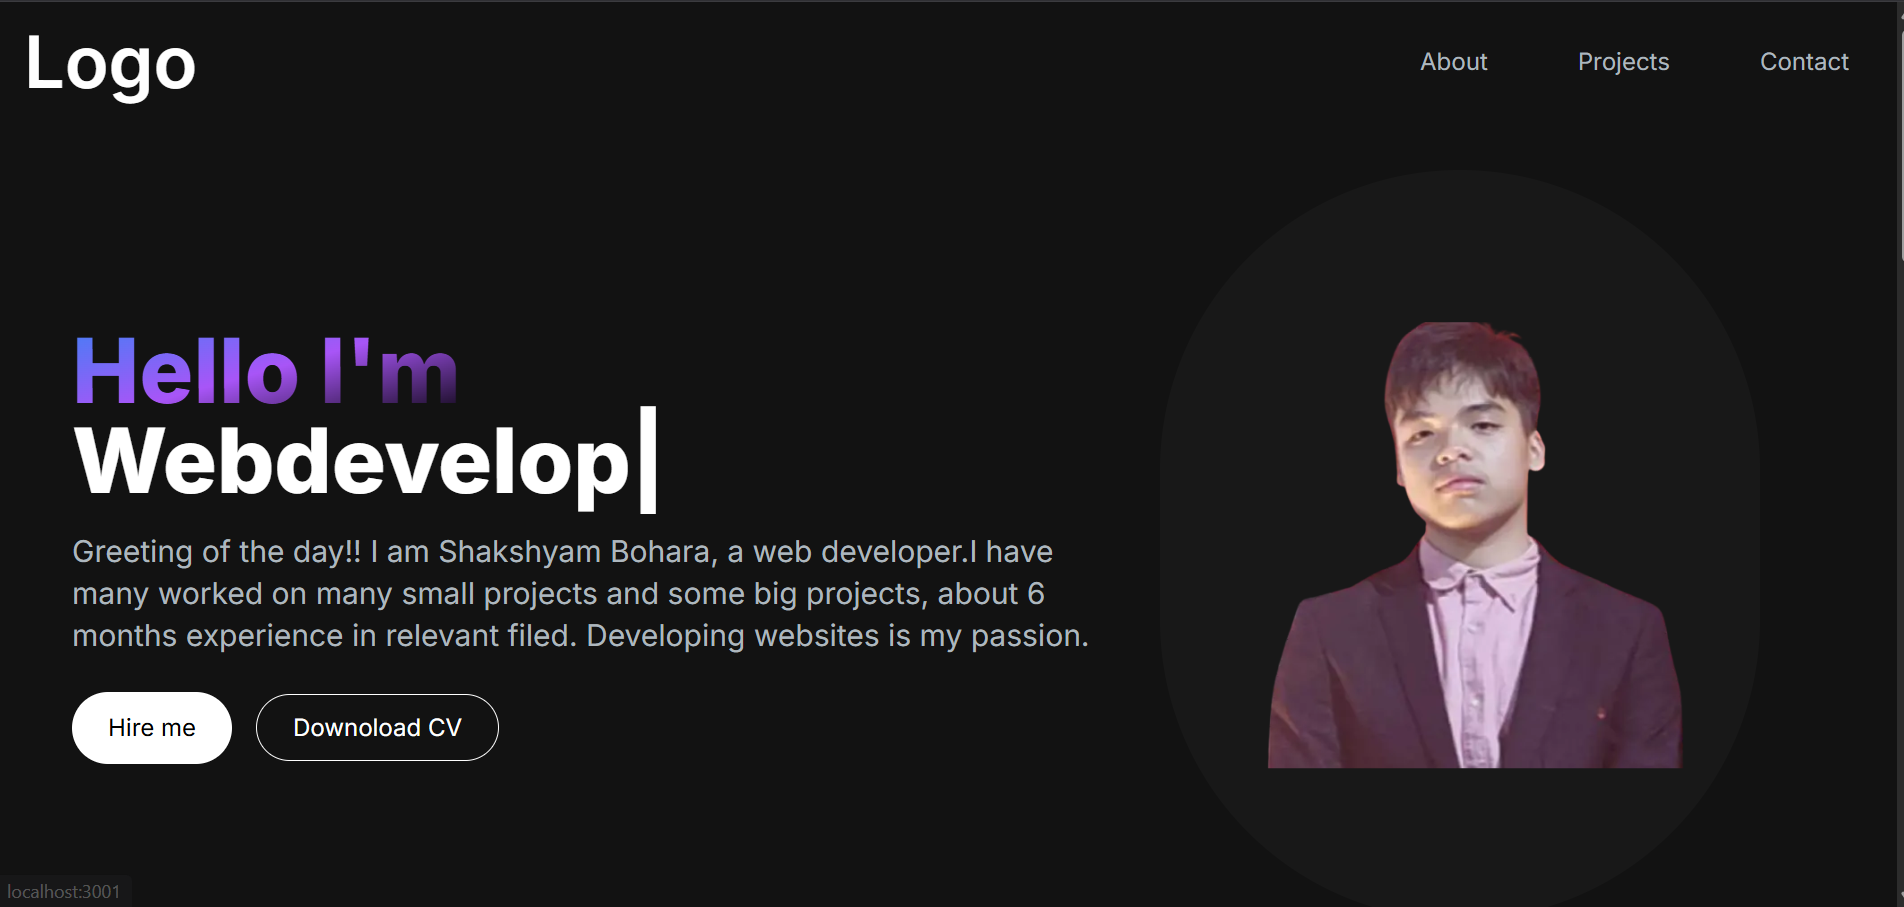 Logo
About Projects Contact
Hello I'm
Webdevelop
Greeting of the day!! I am Shakshyam Bohara, a web developer.I have
many worked on many small projects and some big projects, about 6
months experience in relevant filed. Developing websites is my passion.
Hire me
Downoload CV
localhost:3001